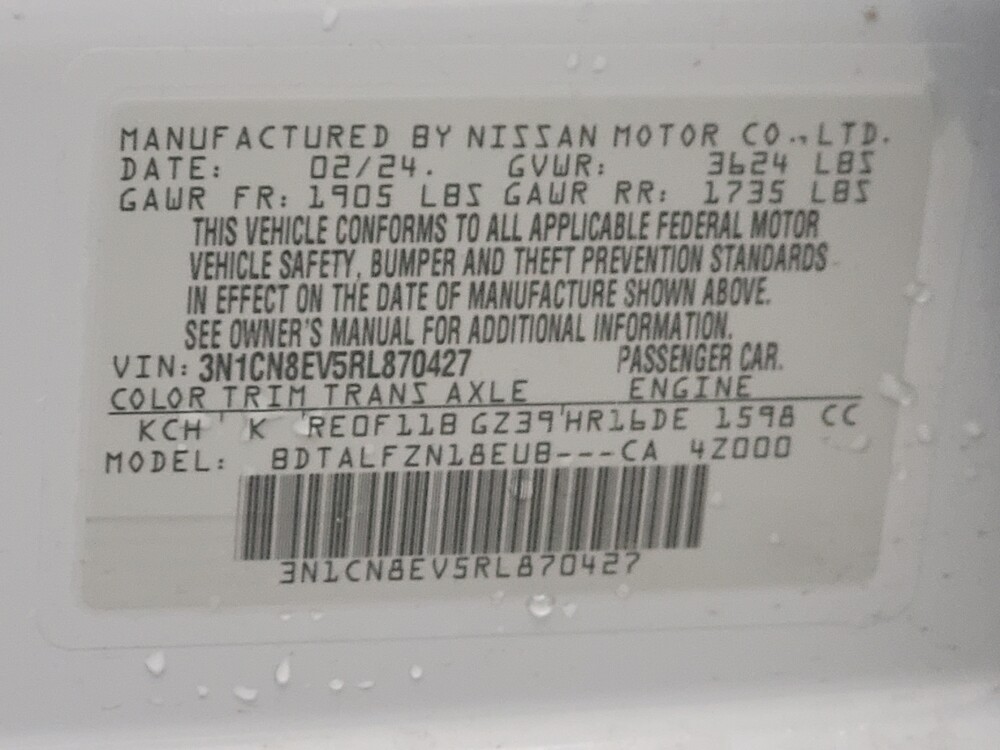 MANUFACTURED BY NISSAN MOTOR CO.,LTD.
DATE: 02/24. GVWR: 3624 LBS
GAWR FR: 1905 LBS GAWR RR: 1735 LBS
THIS VEHICLE CONFORMS TO ALL APPLICABLE FEDERAL MOTOR
VEHICLE SAFETY, BUMPER AND THEFT PREVENTION STANDARDS
IN EFFECT ON THE DATE OF MANUFACTURE SHOWN ABOVE.
SEE OWNER'S MANUAL FOR ADDITIONAL INFORMATION.
VIN: 3N1CN8EV5RL870427 PASSENGER CAR.
COLOR TRIM TRANS AXLE ENGINE
KCH K RE0F11B GZ39 HR16DE 1598 CC
MODEL: BDTALFZN18EUB---CA 4Z000
3N1CN8EV5RL870427